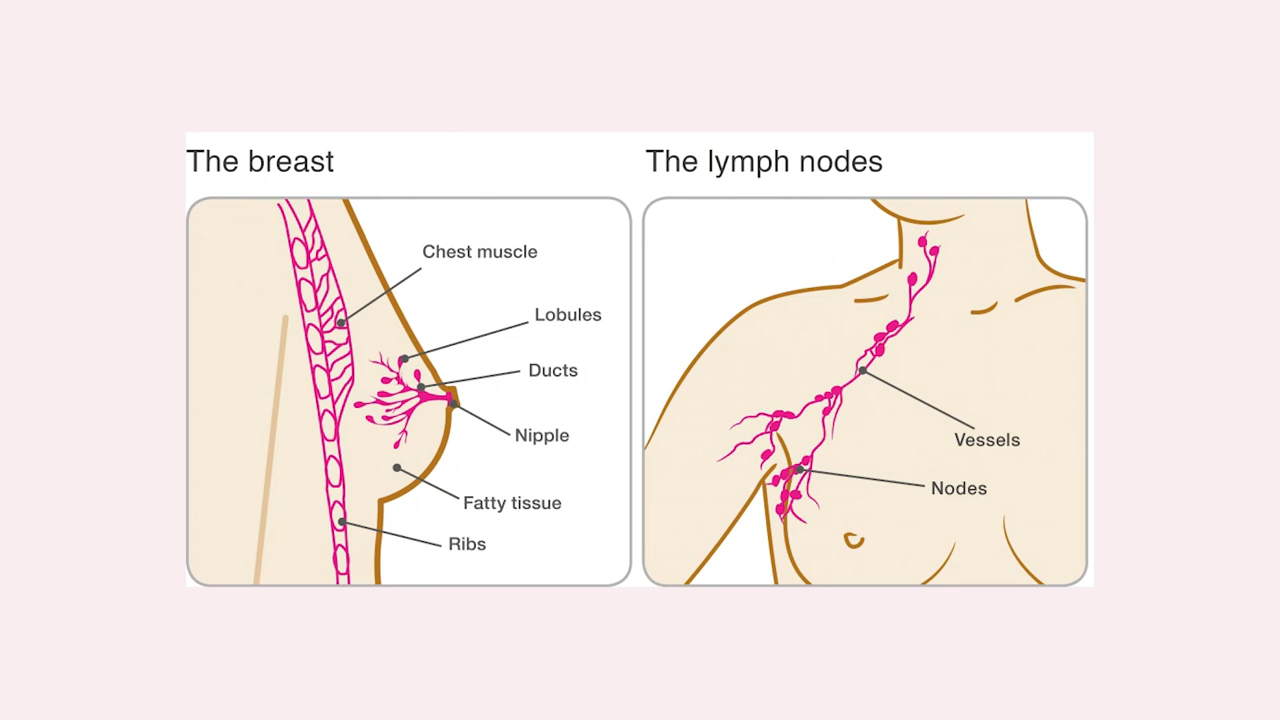 The breast
Chest muscle
Lobules
Ducts
Nipple
Fatty tissue
Ribs
The lymph nodes
Vessels
Nodes